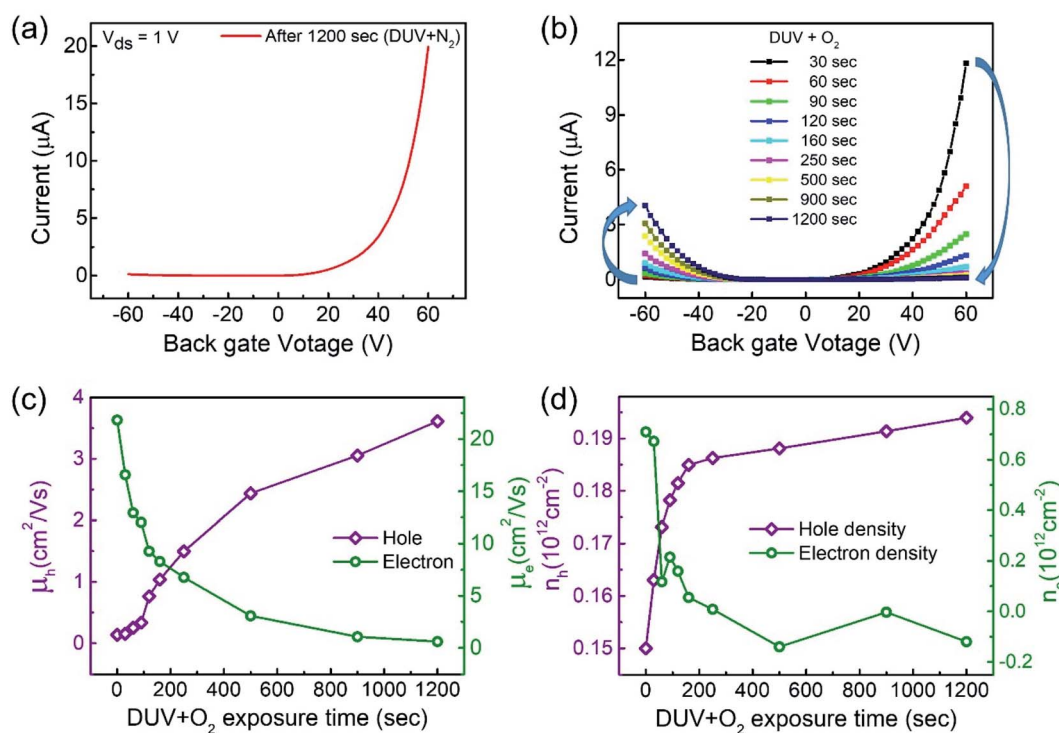 (a)
V_ds = 1 V
After 1200 sec (DUV+N₂)
20
15
10
5
0
Current (µA)
-60 -40 -20 0 20 40 60
Back gate Votage (V)
(b)
DUV + O₂
30 sec
60 sec
90 sec
120 sec
160 sec
250 sec
500 sec
900 sec
1200 sec
12
9
6
3
0
Current (µA)
-60 -40 -20 0 20 40 60
Back gate Votage (V)
(c)
4
3
2
1
0
µ_h(cm²/Vs)
Hole
Electron
20
15
10
5
0
µ_e(cm²/Vs)
0 200 400 600 800 1000 1200
DUV+O₂ exposure time (sec)
(d)
0.19
0.18
0.17
0.16
0.15
n_h(10¹²cm⁻²)
Hole density
Electron density
0.8
0.6
0.4
0.2
0.0
-0.2
n_e(10¹²cm⁻²)
0 200 400 600 800 1000 1200
DUV+O₂ exposure time (sec)